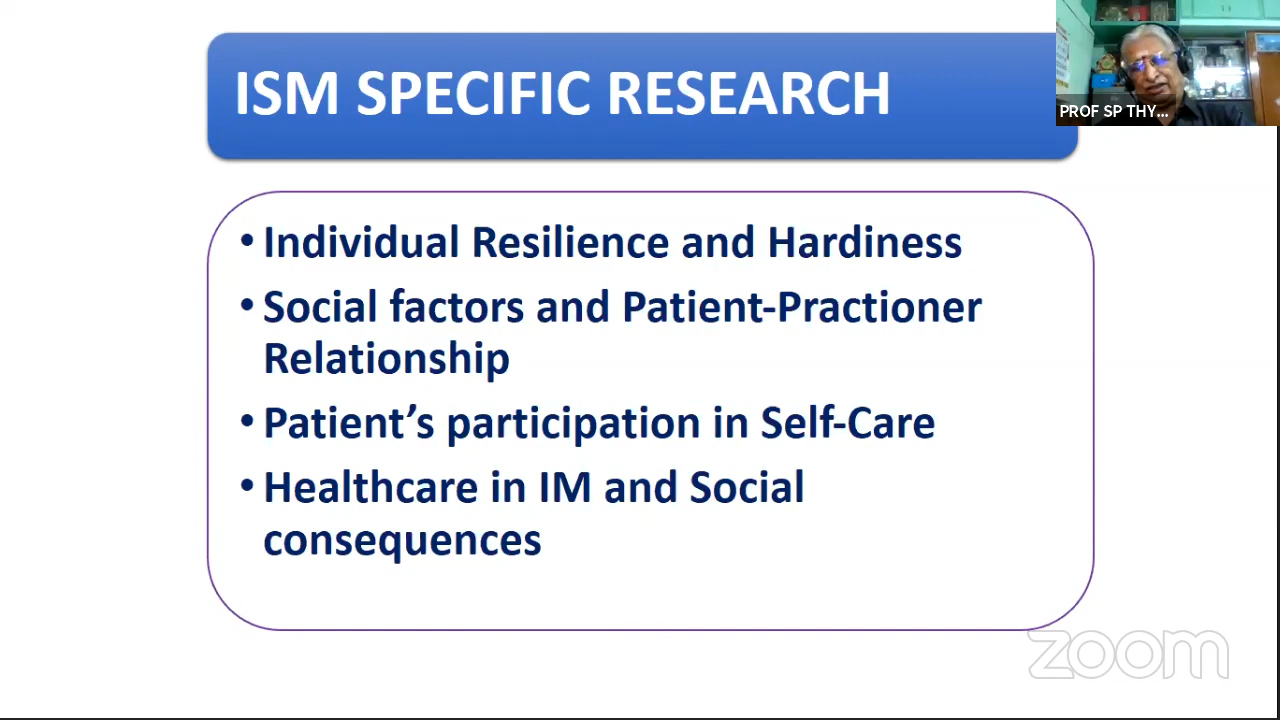 ISM SPECIFIC RESEARCH
PROF SP THY...
• Individual Resilience and Hardiness
• Social factors and Patient-Practioner
Relationship
• Patient’s participation in Self-Care
• Healthcare in IM and Social
consequences
zoom